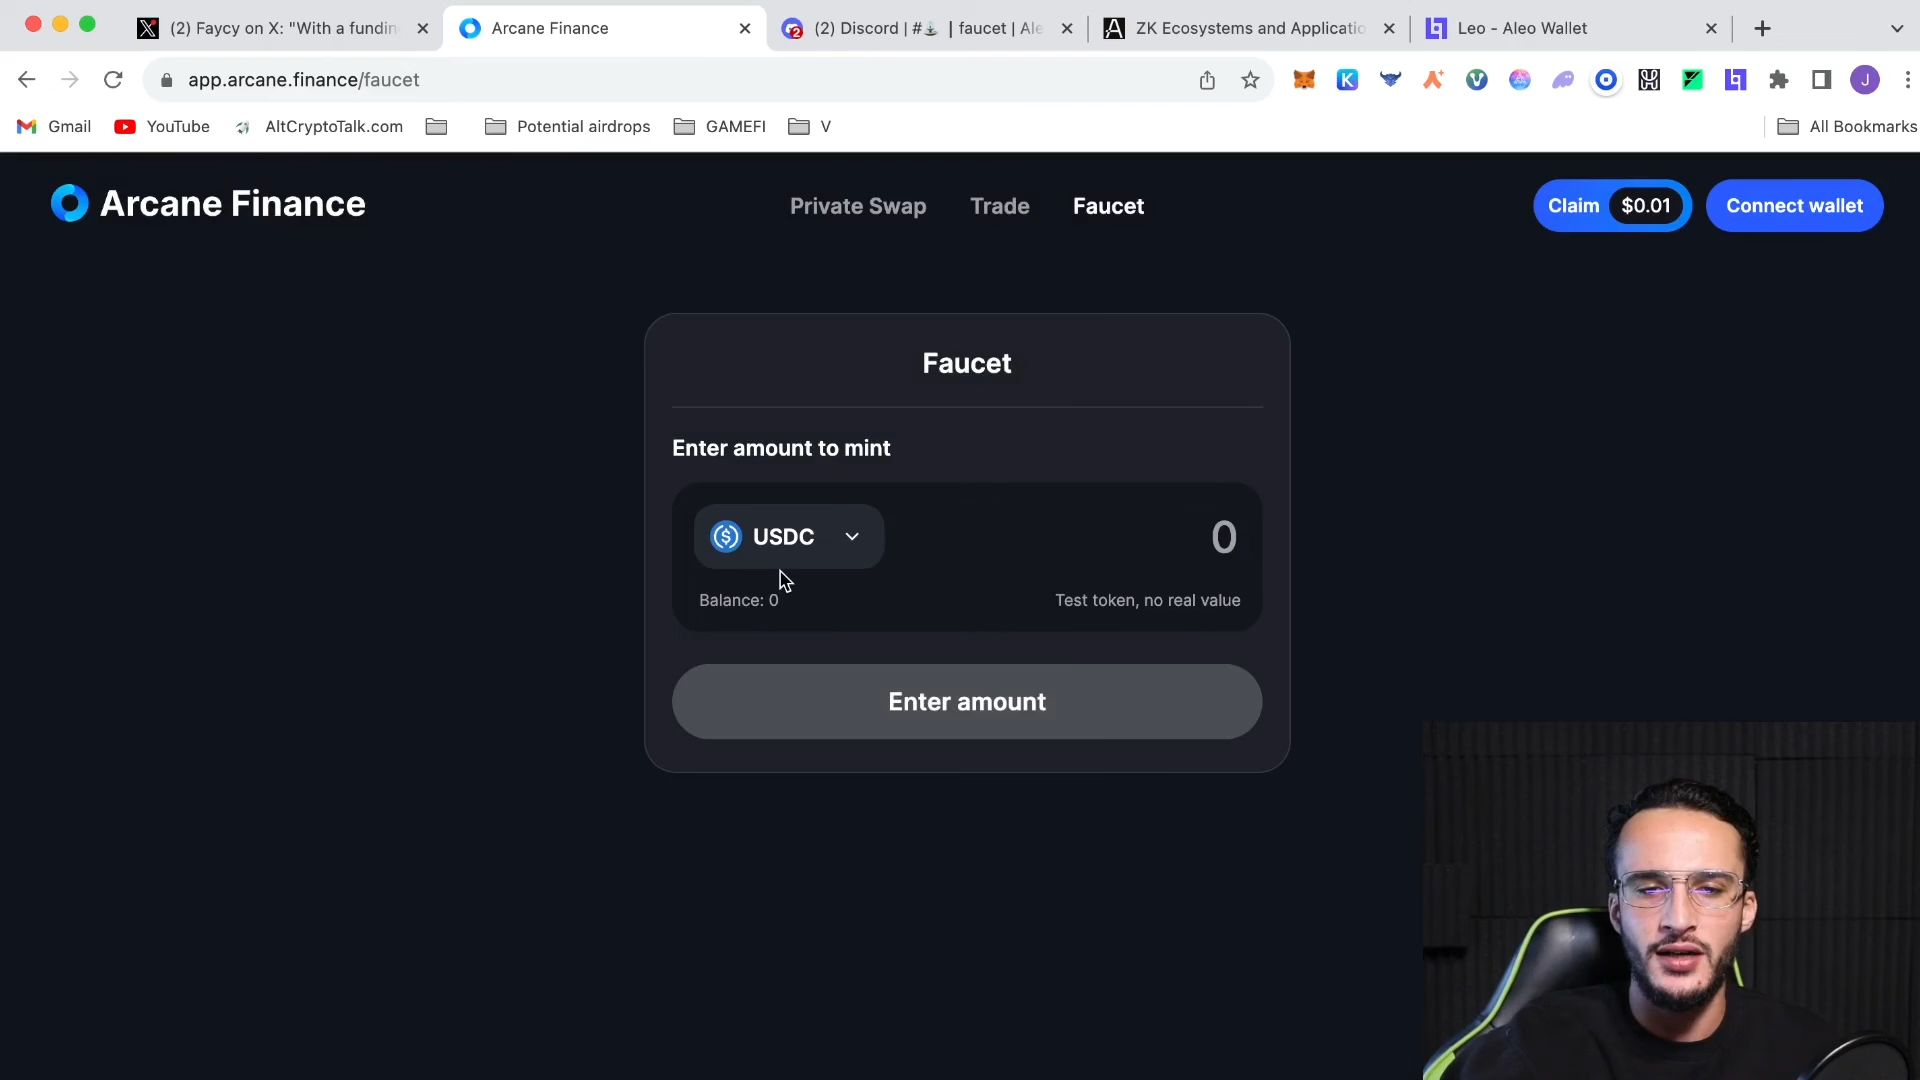 (2) Faycy on X: "With a fundin
Arcane Finance
(2) Discord | # | faucet | Ale
ZK Ecosystems and Applicatio
Leo - Aleo Wallet
app.arcane.finance/faucet
J
Gmail
YouTube
AltCryptoTalk.com
Potential airdrops
GAMEFI
V
All Bookmarks
Arcane Finance
Private Swap
Trade
Faucet
Claim $0.01
Connect wallet
Faucet
Enter amount to mint
USDC
0
Balance: 0
Test token, no real value
Enter amount